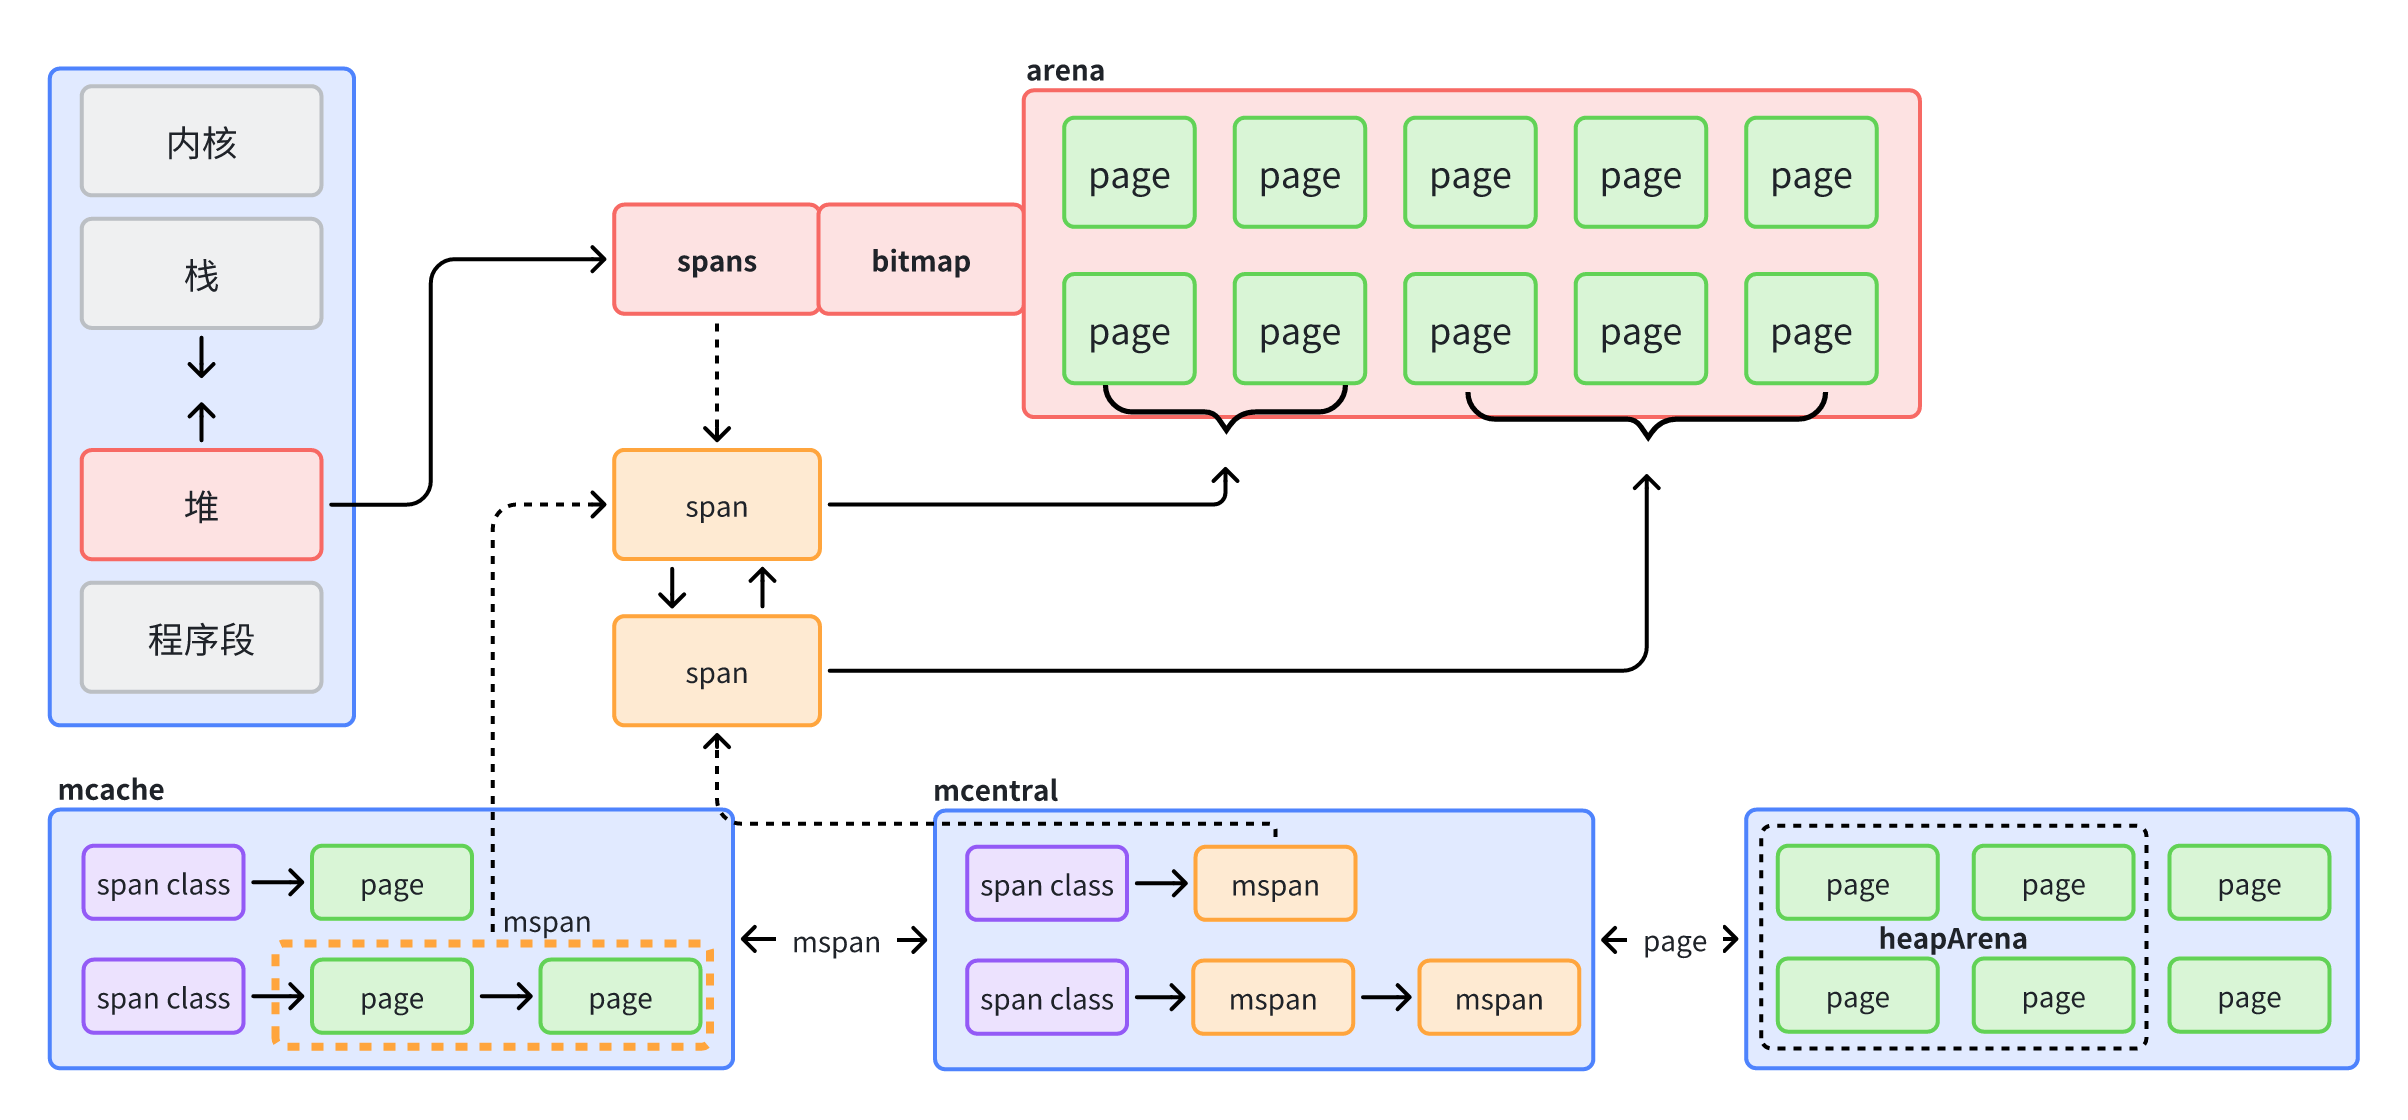 内核
栈
堆
程序段
arena
page page page page page
spans bitmap
page page page page page
span
span
mcache
span class page
mspan
span class page page
mspan
mcentral
span class mspan
span class mspan mspan
page
page page page
heapArena
page page page